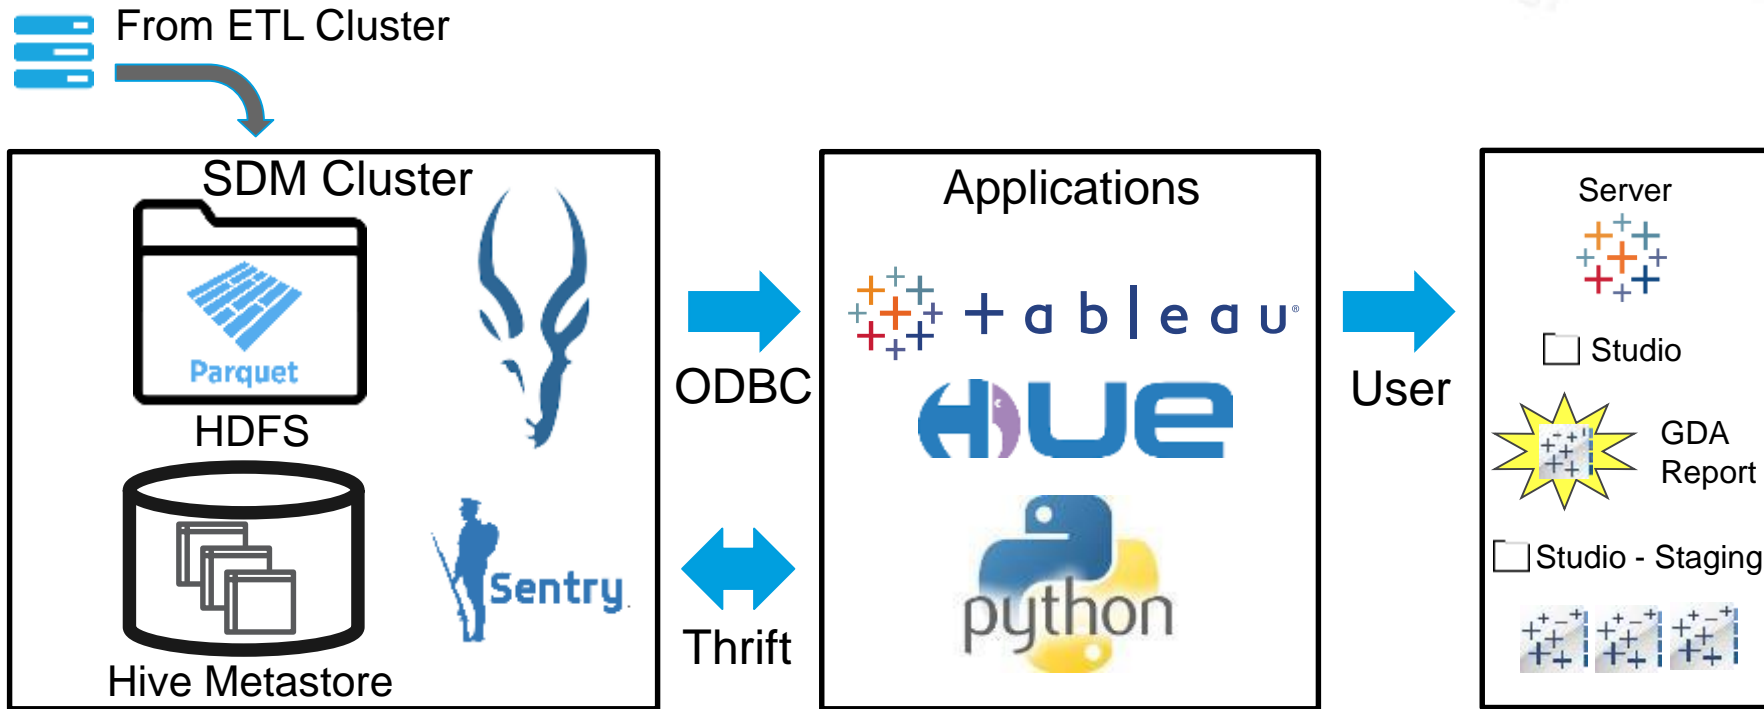 From ETL Cluster
SDM Cluster
Parquet
HDFS
Sentry
Hive Metastore
ODBC
Thrift
Applications
+ a b l e a u®
HUE
python
User
Server
Studio
GDA
Report
Studio - Staging